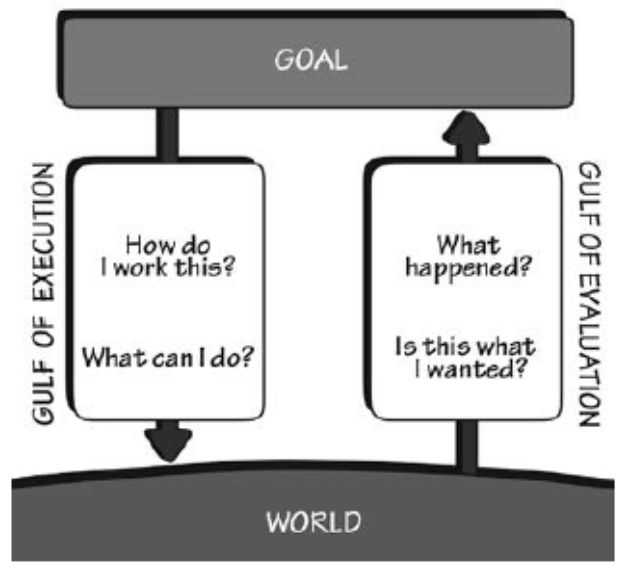 GOAL
GULF OF EXECUTION
How do
I work this?
What can I do?
What
happened?
Is this what
I wanted?
GULF OF EVALUATION
WORLD